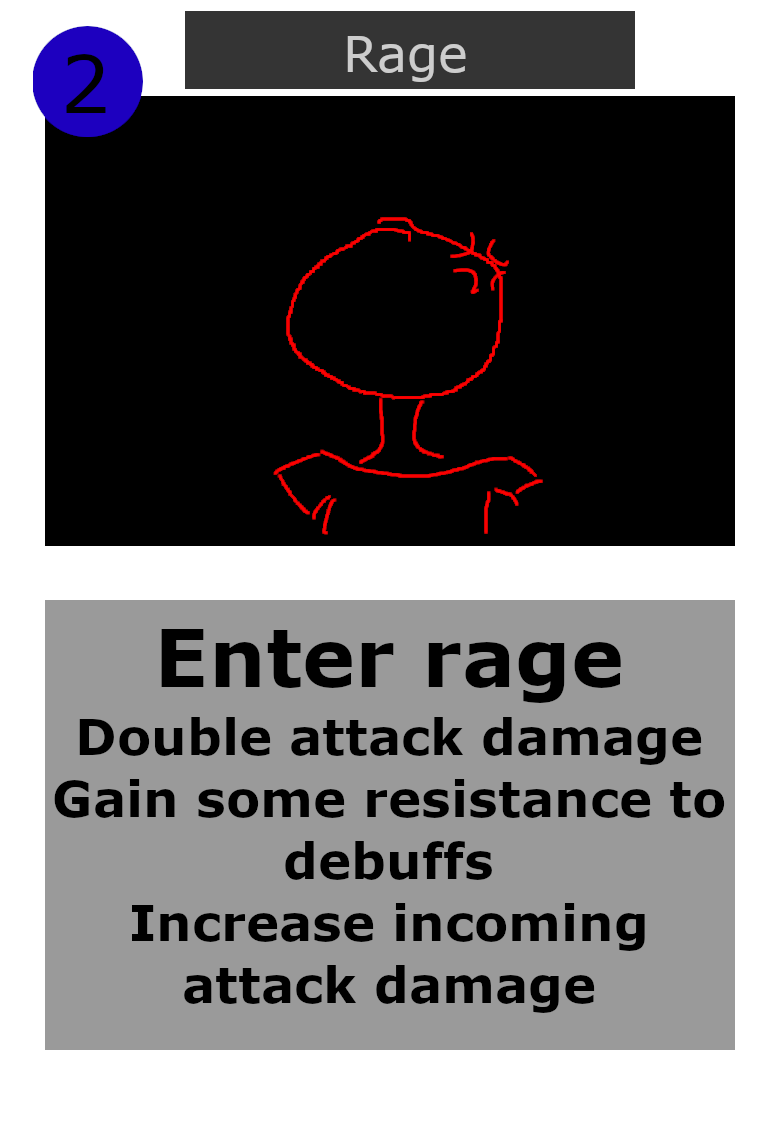 2
Rage
Enter rage
Double attack damage
Gain some resistance to
debuffs
Increase incoming
attack damage